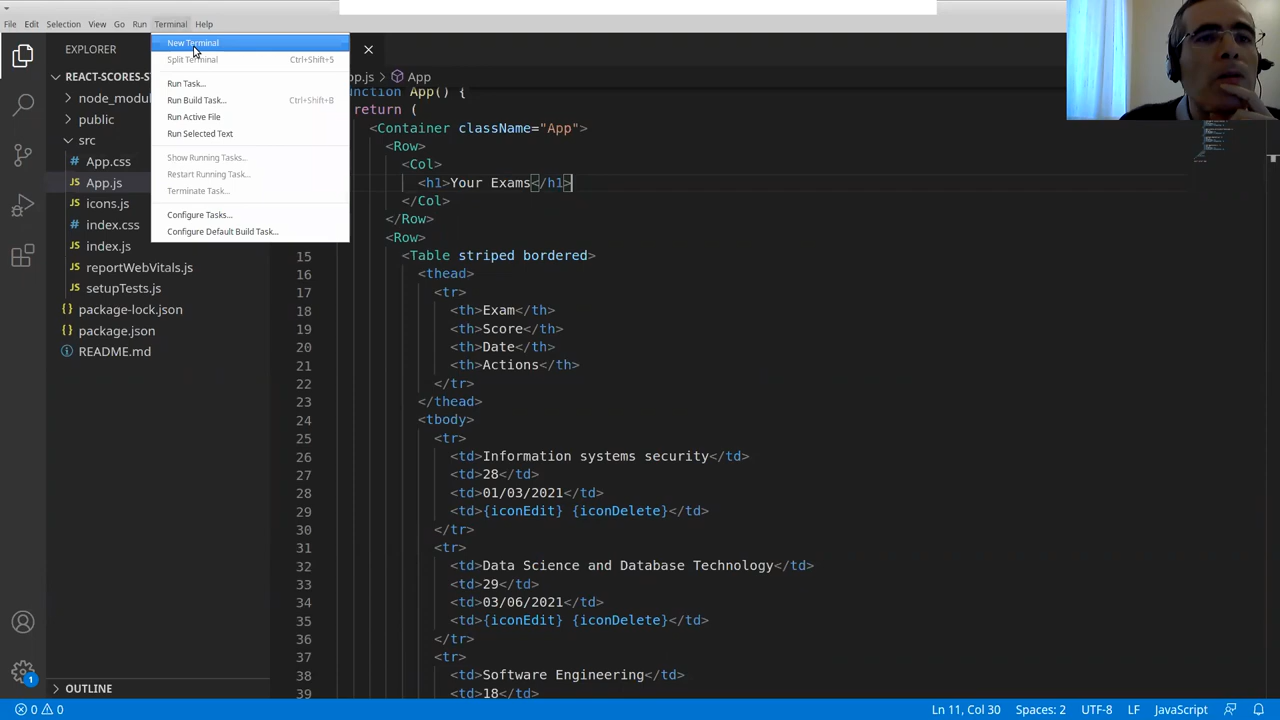 File Edit Selection View Go Run Terminal Help
EXPLORER
New Terminal
Split Terminal Ctrl+Shift+5
Run Task...
Run Build Task... Ctrl+Shift+B
Run Active File
Run Selected Text
Show Running Tasks...
Restart Running Task...
Terminate Task...
Configure Tasks...
Configure Default Build Task...
REACT-SCORES-S
node_modu
public
src
App.css
App.js
icons.js
index.css
index.js
reportWebVitals.js
setupTests.js
package-lock.json
package.json
README.md
OUTLINE
pp.js > App
nction App() {
return (
<Container className="App">
<Row>
<Col>
<h1>Your Exams</h1>
</Col>
</Row>
<Row>
15 <Table striped bordered>
16 <thead>
17 <tr>
18 <th>Exam</th>
19 <th>Score</th>
20 <th>Date</th>
21 <th>Actions</th>
22 </tr>
23 </thead>
24 <tbody>
25 <tr>
26 <td>Information systems security</td>
27 <td>28</td>
28 <td>01/03/2021</td>
29 <td>{iconEdit} {iconDelete}</td>
30 </tr>
31 <tr>
32 <td>Data Science and Database Technology</td>
33 <td>29</td>
34 <td>03/06/2021</td>
35 <td>{iconEdit} {iconDelete}</td>
36 </tr>
37 <tr>
38 <td>Software Engineering</td>
39 <td>18</td>
1
0 0 Ln 11, Col 30 Spaces: 2 UTF-8 LF JavaScript